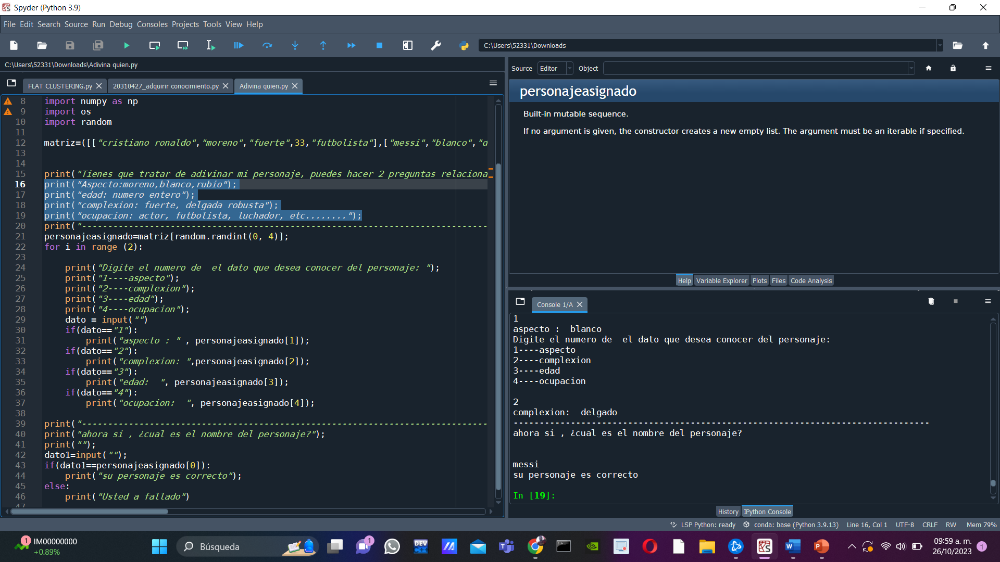 Spyder (Python 3.9)
File Edit Search Source Run Debug Consoles Projects Tools View Help
C:\Users\52331\Downloads
C:\Users\52331\Downloads\Adivina quien.py
FLAT CLUSTERING.py
20310427_adquirir conocimiento.py
Adivina quien.py
8 import numpy as np
9 import os
10 import random
11
12 matriz=([["cristiano ronaldo","moreno","fuerte",33,"futbolista"],["messi","blanco","d
13
14
15 print("Tienes que tratar de adivinar mi personaje, puedes hacer 2 preguntas relaciona
16 print("Aspecto:moreno,blanco,rubio");
17 print("edad: numero entero");
18 print("complexion: fuerte, delgada robusta");
19 print("ocupacion: actor, futbolista, luchador, etc........");
20 print("------------------------------------------------------------------------------
21 personajeasignado=matriz[random.randint(0, 4)];
22 for i in range (2):
23
24     print("Digite el numero de  el dato que desea conocer del personaje: ");
25     print("1----aspecto");
26     print("2----complexion");
27     print("3----edad");
28     print("4----ocupacion");
29     dato = input("")
30     if(dato=="1"):
31         print("aspecto : " , personajeasignado[1]);
32     if(dato=="2"):
33         print("complexion: ",personajeasignado[2]);
34     if(dato=="3"):
35         print("edad:  ", personajeasignado[3]);
36     if(dato=="4"):
37         print("ocupacion:  ", personajeasignado[4]);
38
39 print("------------------------------------------------------------------------------
40 print("ahora si , ¿cual es el nombre del personaje?");
41 print("");
42 dato1=input("");
43 if(dato1==personajeasignado[0]):
44     print("su personaje es correcto");
45 else:
46     print("Usted a fallado")
47
Source Editor Object
personajeasignado
Built-in mutable sequence.
If no argument is given, the constructor creates a new empty list. The argument must be an iterable if specified.
Help Variable Explorer Plots Files Code Analysis
Console 1/A
1
aspecto :  blanco
Digite el numero de  el dato que desea conocer del personaje:
1----aspecto
2----complexion
3----edad
4----ocupacion
2
complexion:  delgado
--------------------------------------------------------------------------------
ahora si , ¿cual es el nombre del personaje?
messi
su personaje es correcto
In [19]:
History IPython Console
LSP Python: ready conda: base (Python 3.9.13) Line 16, Col 1 UTF-8 CRLF RW Mem 79%
1
IM00000000
+0.89%
Búsqueda
1
DEV C++
09:59 a. m.
26/10/2023
1